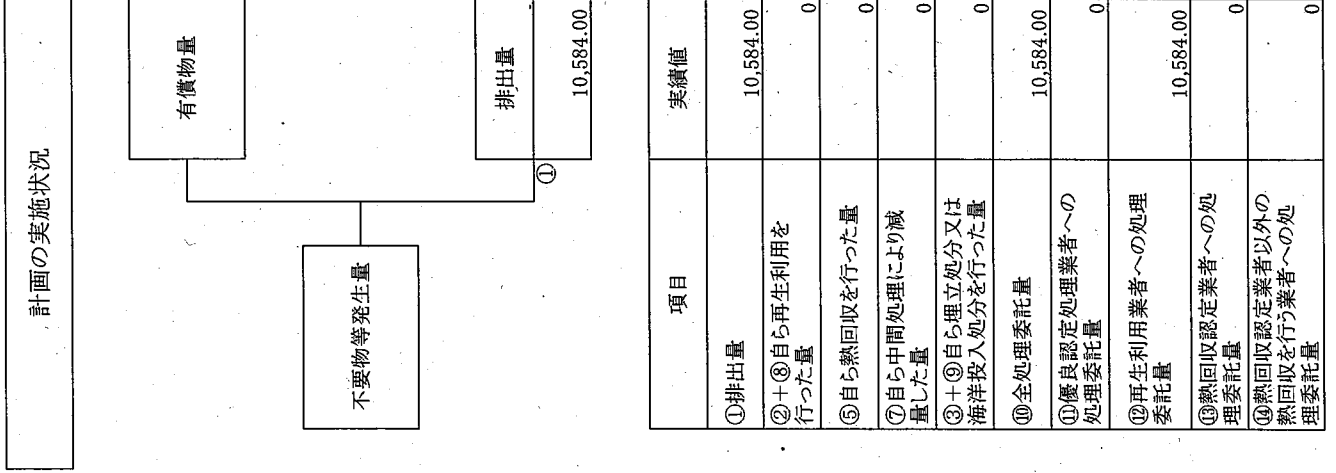 計画の実施状況
有償物量
不要物等発生量
排出量
①
10,584.00
項目
実績値
①排出量
10,584.00
②+⑧自ら再生利用を
行った量
0
⑤自ら熱回収を行った量
0
⑦自ら中間処理により減
量した量
0
③+⑨自ら埋立処分又は
海洋投入処分を行った量
0
⑩全処理委託量
10,584.00
⑪優良認定処理業者への
処理委託量
0
⑫再生利用業者への処理
委託量
10,584.00
⑬熱回収認定業者への処
理委託量
0
⑭熱回収認定業者以外の
熱回収を行う業者への処
理委託量
0